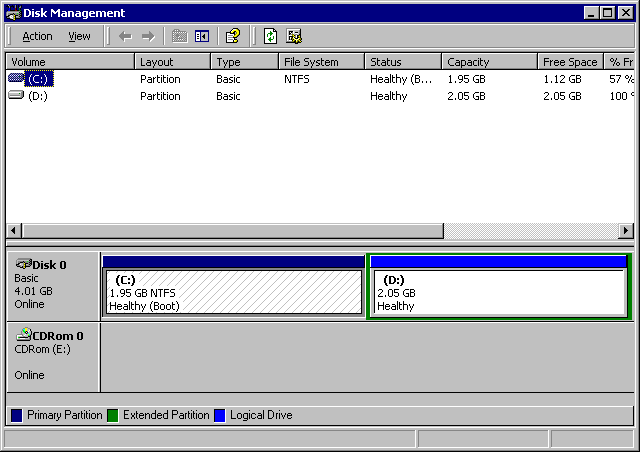 Disk Management
Action View
Volume Layout Type File System Status Capacity Free Space % Fr
(C:) Partition Basic NTFS Healthy (B... 1.95 GB 1.12 GB 57 %
(D:) Partition Basic Healthy 2.05 GB 2.05 GB 100 %
Disk 0
Basic
4.01 GB
Online
(C:)
1.95 GB NTFS
Healthy (Boot)
(D:)
2.05 GB
Healthy
CDRom 0
CDRom (E:)
Online
Primary Partition Extended Partition Logical Drive